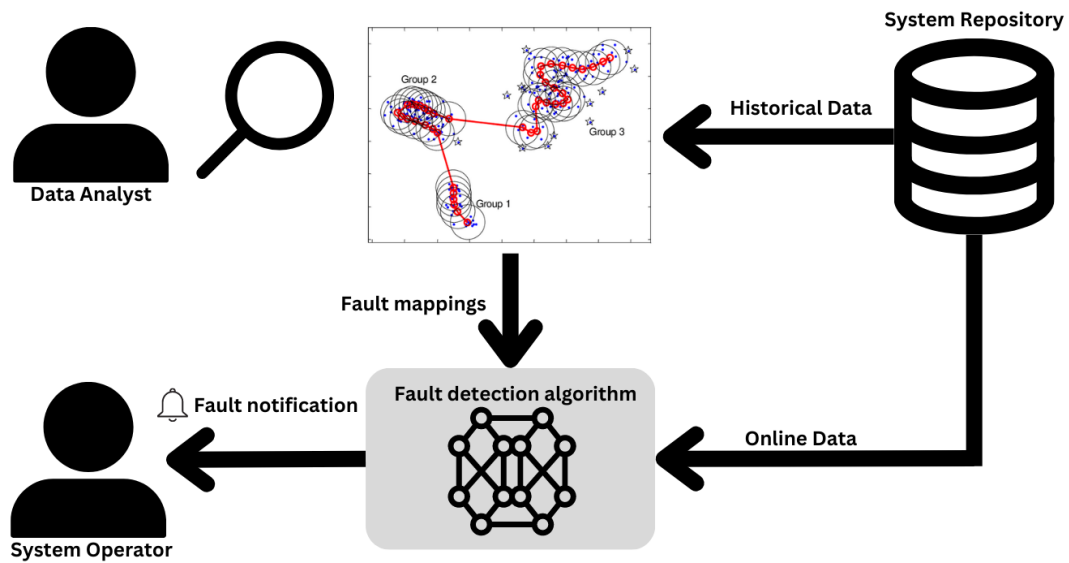 System Repository
Group 2
Historical Data
Group 3
Data Analyst
Group 1
Fault mappings
Fault detection algorithm
Fault notification
Online Data
System Operator